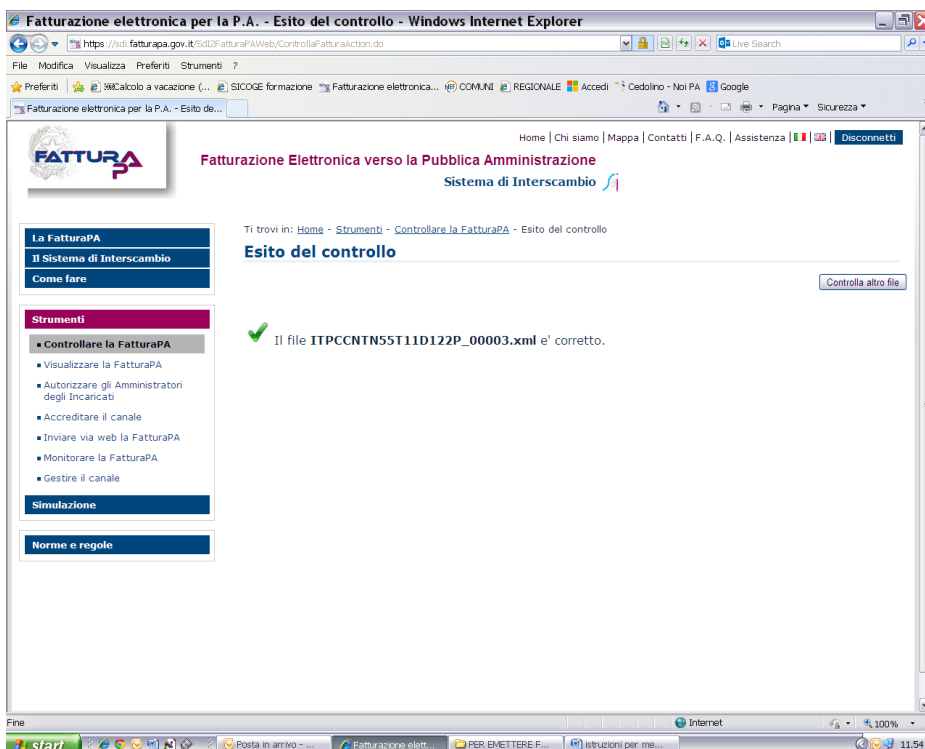 Fatturazione elettronica per la P.A. - Esito del controllo - Windows Internet Explorer
https://sdi.fatturapa.gov.it/SdI2FatturaPAWeb/ControllaFatturaAction.do
Live Search
File Modifica Visualizza Preferiti Strumenti ?
Preferiti Calcolo a vacazione (... SICOGE formazione Fatturazione elettronica... COMUNI REGIONALE Accedi Cedolino - Noi PA Google
Fatturazione elettronica per la P.A. - Esito de...
Pagina Sicurezza
Home | Chi siamo | Mappa | Contatti | F.A.Q. | Assistenza | Disconnetti
FATTURA
PA
Fatturazione Elettronica verso la Pubblica Amministrazione
Sistema di Interscambio
Ti trovi in: Home - Strumenti - Controllare la FatturaPA - Esito del controllo
Esito del controllo
Controlla altro file
La FatturaPA
Il Sistema di Interscambio
Come fare
Strumenti
Controllare la FatturaPA
Visualizzare la FatturaPA
Autorizzare gli Amministratori
degli Incaricati
Accreditare il canale
Inviare via web la FatturaPA
Monitorare la FatturaPA
Gestire il canale
Simulazione
Norme e regole
Il file ITPCCNTN55T11D122P_00003.xml e' corretto.
Fine
Internet
100%
start
Posta in arrivo - ...
Fatturazione elett...
PER EMETTERE F...
istruzioni per me...
11.54